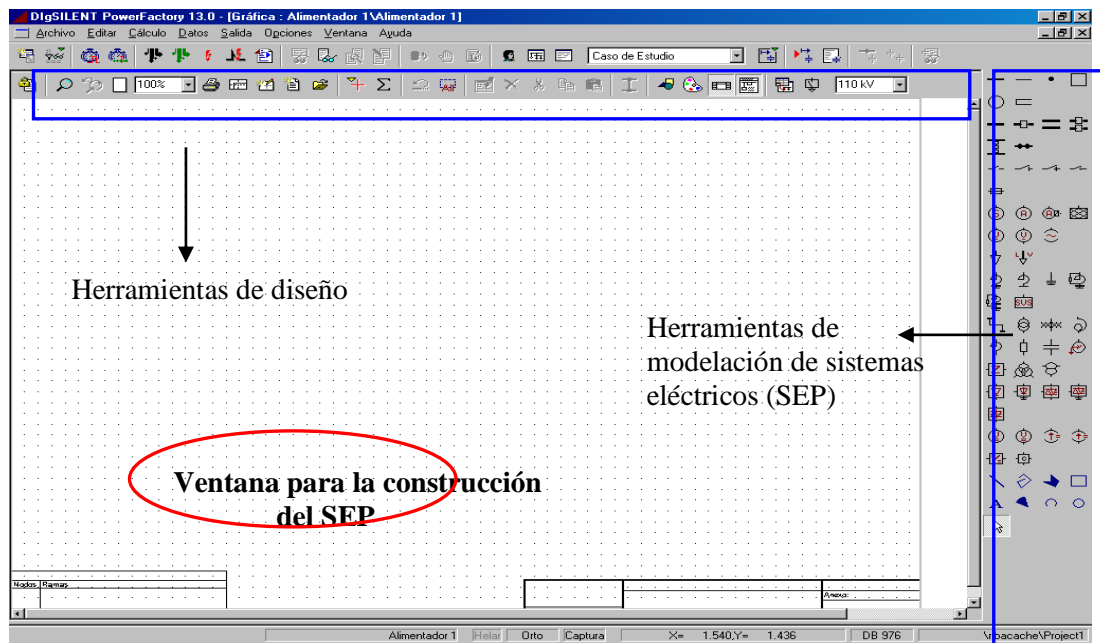 DIgSILENT PowerFactory 13.0 - [Gráfica : Alimentador 1\Alimentador 1]
Archivo Editar Cálculo Datos Salida Opciones Ventana Ayuda
Caso de Estudio
100%
110 kV
Herramientas de diseño
Herramientas de
modelación de sistemas
eléctricos (SEP)
Ventana para la construcción
del SEP
Nodos Ramas
Anexo:
Alimentador 1 Helar Orto Captura X= 1.540,Y= 1.436 DB 976